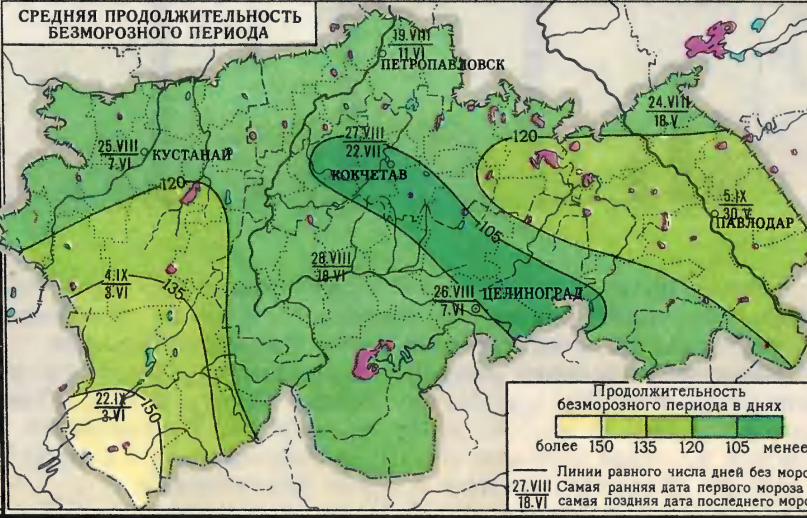 СРЕДНЯЯ ПРОДОЛЖИТЕЛЬНОСТЬ
БЕЗМОРОЗНОГО ПЕРИОДА
19.VIII
11.VI
ПЕТРОПАВЛОВСК
24.VIII
18.V
120
25.VIII
7.VI
КУСТАНАЙ
27.VIII
22.VII
КОКЧЕТАВ
120
5.IX
30.V
ПАВЛОДАР
105
28.VIII
18.VI
4.IX
3.VI
135
26.VIII
7.VI
ЦЕЛИНОГРАД
22.IX
3.VI
150
Продолжительность
безморозного периода в днях
более 150 135 120 105 менее
Линии равного числа дней без моро
27.VIII Самая ранняя дата первого мороза
18.VI самая поздняя дата последнего моро